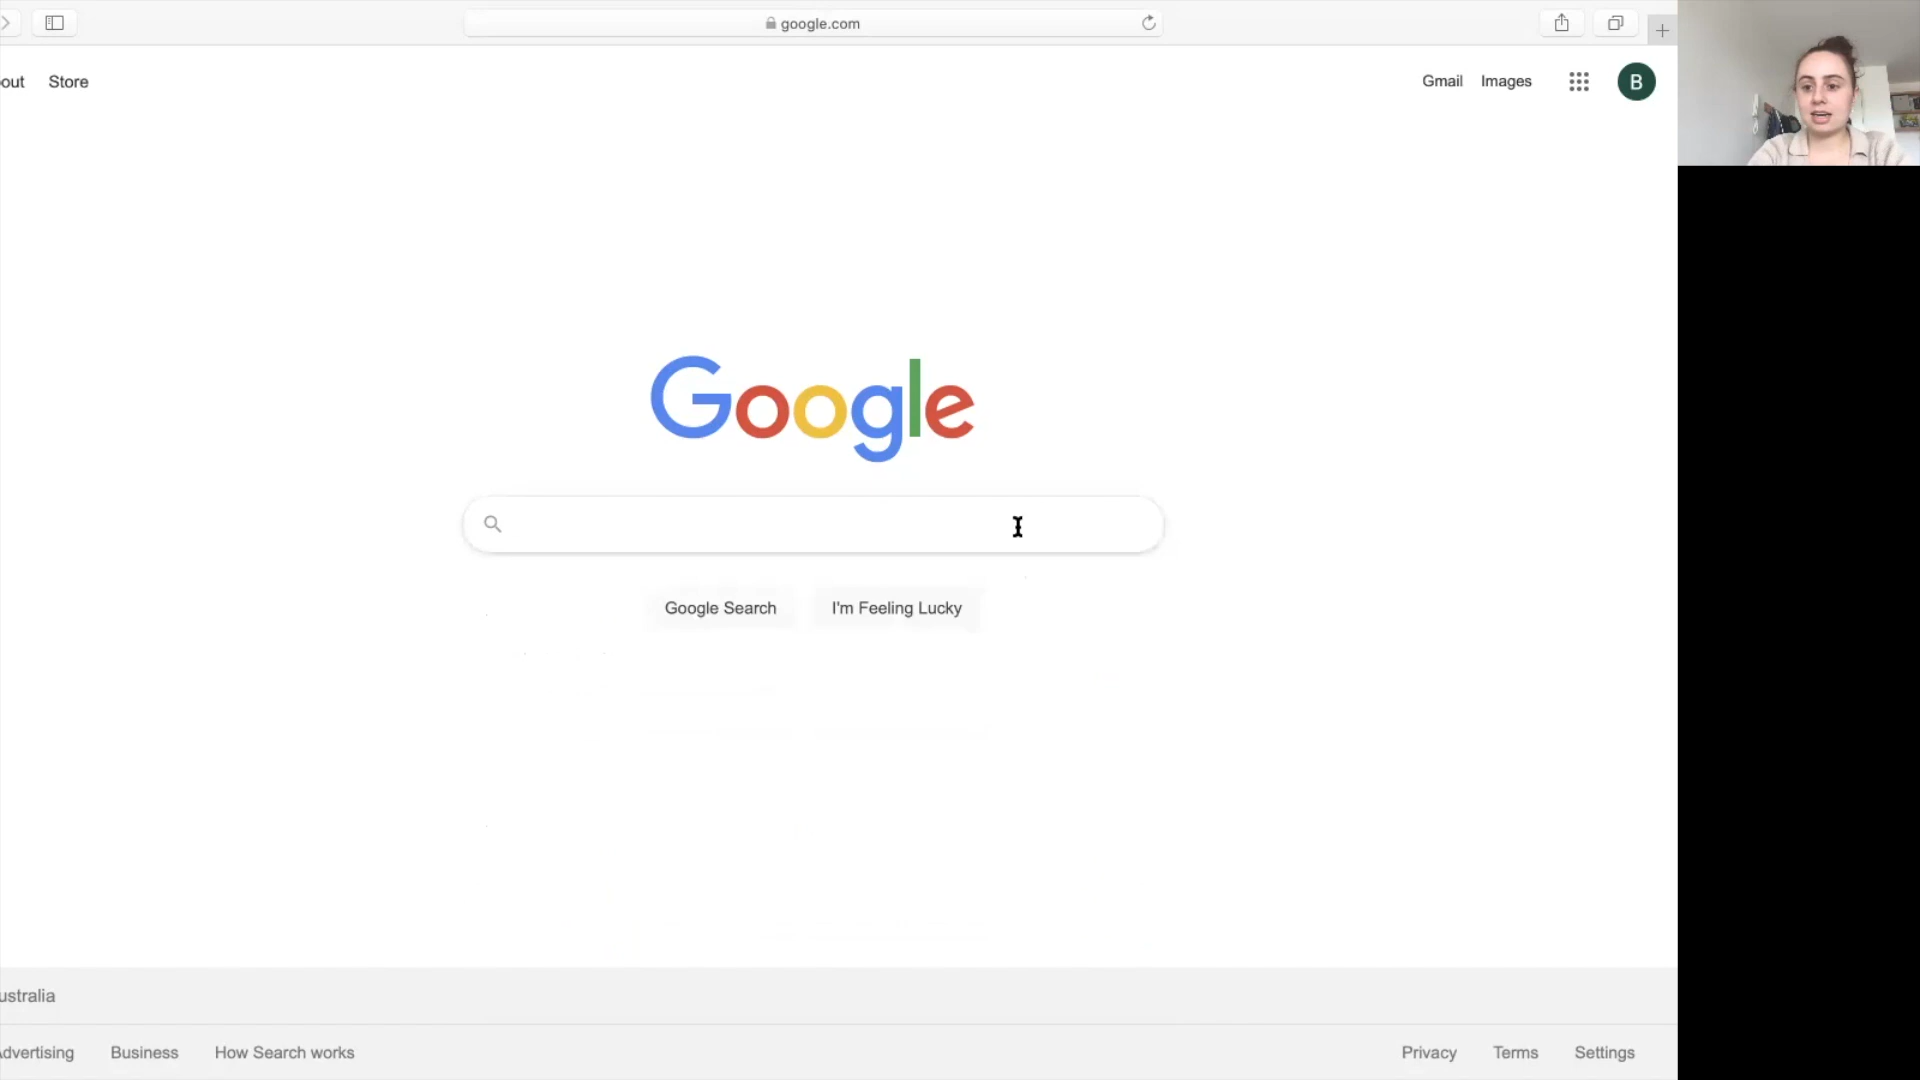 google.com
out Store
Gmail Images B
Google
Google Search I'm Feeling Lucky
ustralia
dvertising Business How Search works
Privacy Terms Settings